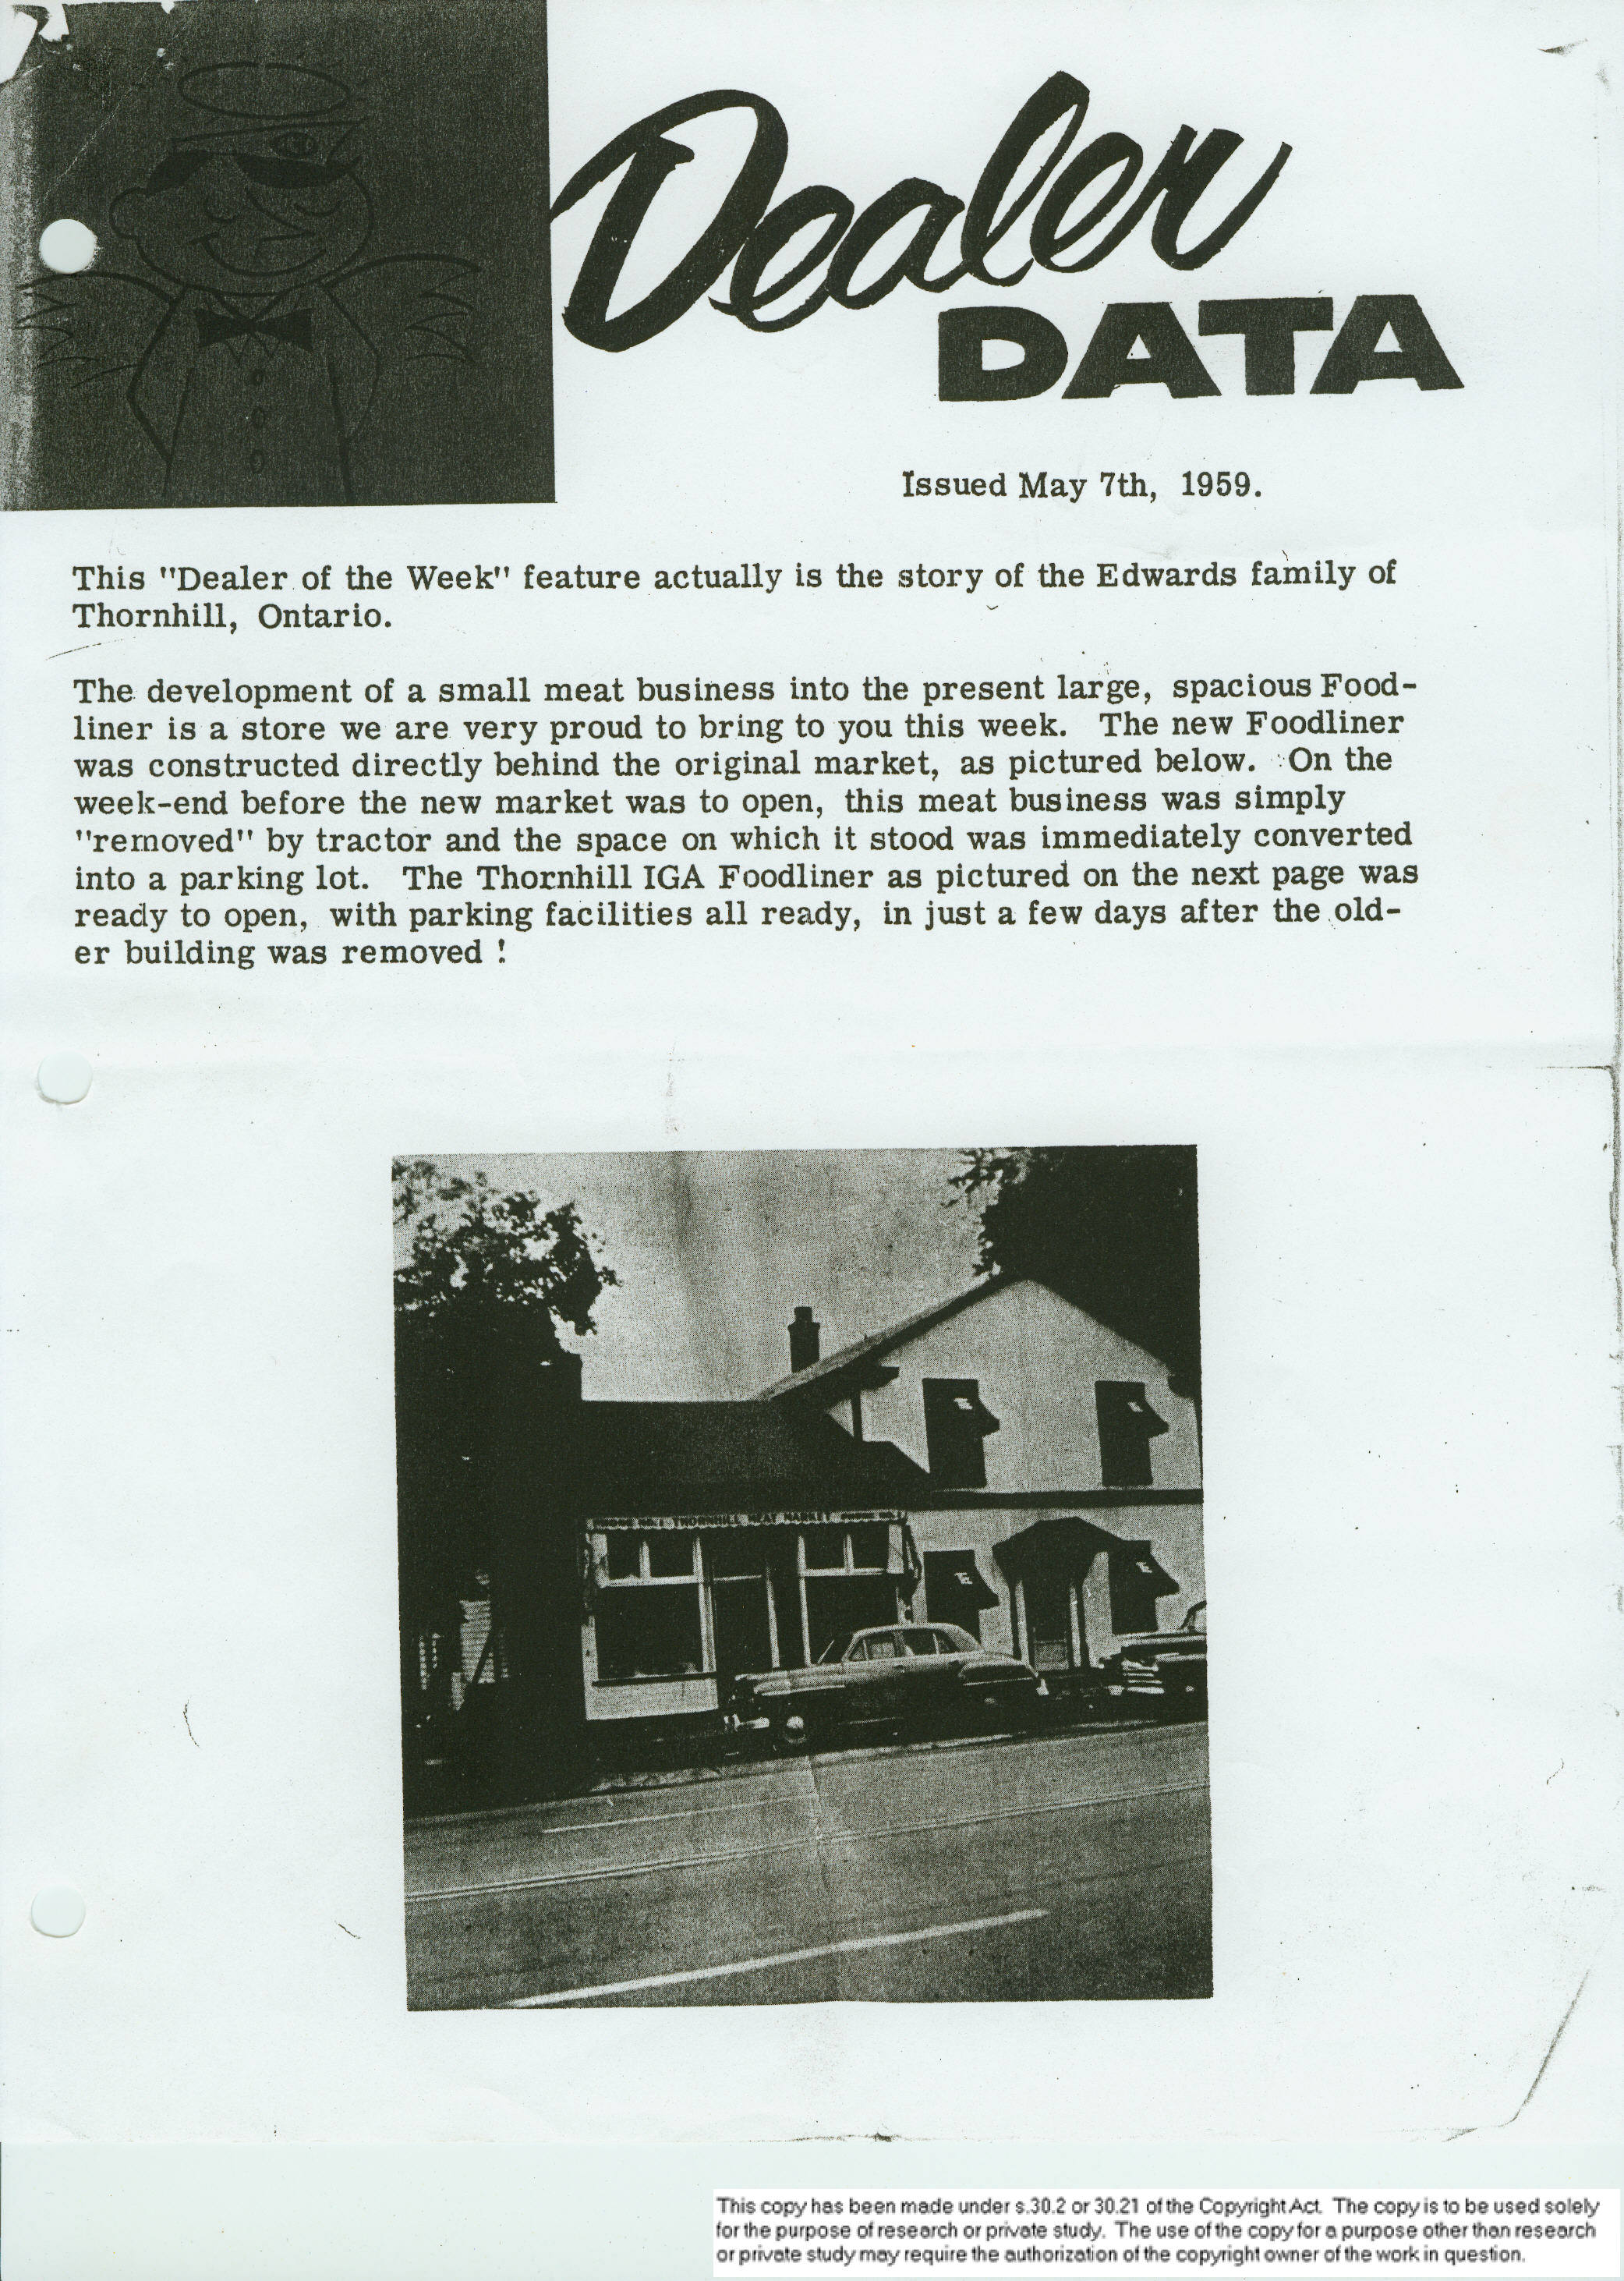 Dealer
DATA
Issued May 7th, 1959.
This "Dealer of the Week" feature actually is the story of the Edwards family of
Thornhill, Ontario.
The development of a small meat business into the present large, spacious Food-
liner is a store we are very proud to bring to you this week. The new Foodliner
was constructed directly behind the original market, as pictured below. On the
week-end before the new market was to open, this meat business was simply
"removed" by tractor and the space on which it stood was immediately converted
into a parking lot. The Thornhill IGA Foodliner as pictured on the next page was
ready to open, with parking facilities all ready, in just a few days after the old-
er building was removed !
THORNHILL MEAT MARKET
E
E
E
E
This copy has been made under s.30.2 or 30.21 of the Copyright Act. The copy is to be used solely
for the purpose of research or private study. The use of the copy for a purpose other than research
or private study may require the authorization of the copyright owner of the work in question.